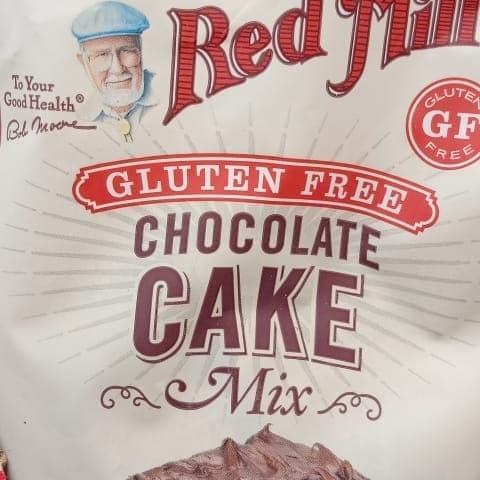 Red Mill
To Your
Good Health®
Bob Moore
GLUTEN
GF
FREE
GLUTEN FREE
CHOCOLATE
CAKE
Mix